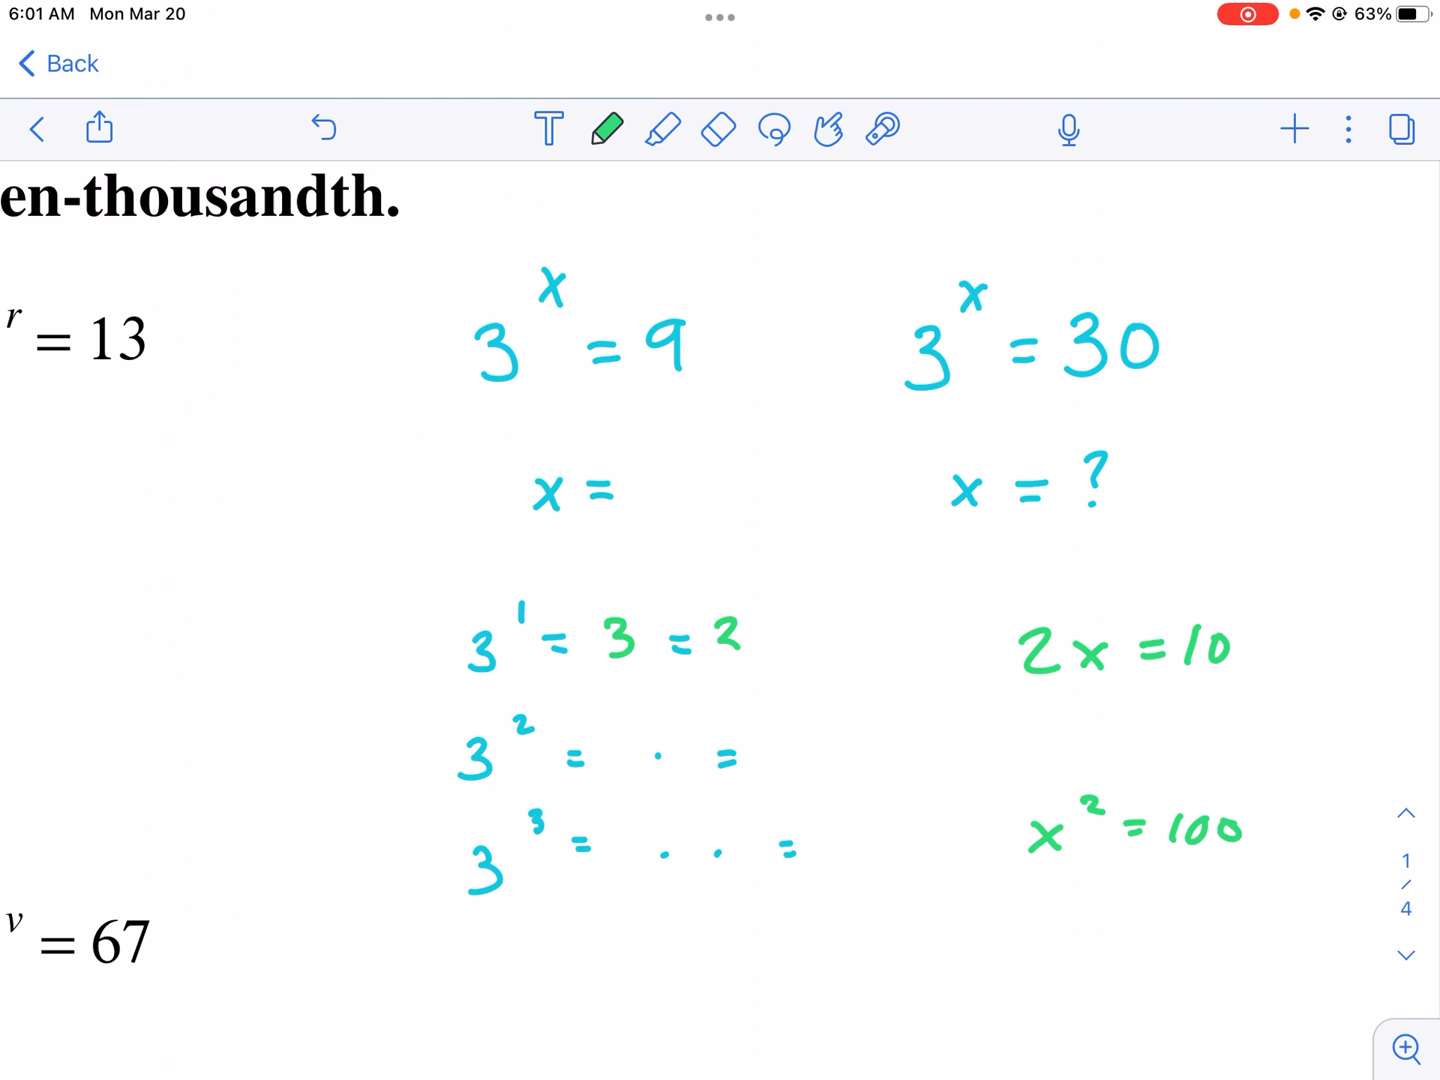 6:01 AM Mon Mar 20 63%
Back
en-thousandth.
r = 13
3^x = 9 3^x = 30
x = x = ?
3^1 = 3 = 2 2x = 10
3^2 = · =
3^3 = · · = x^2 = 100
1
/
4
v = 67